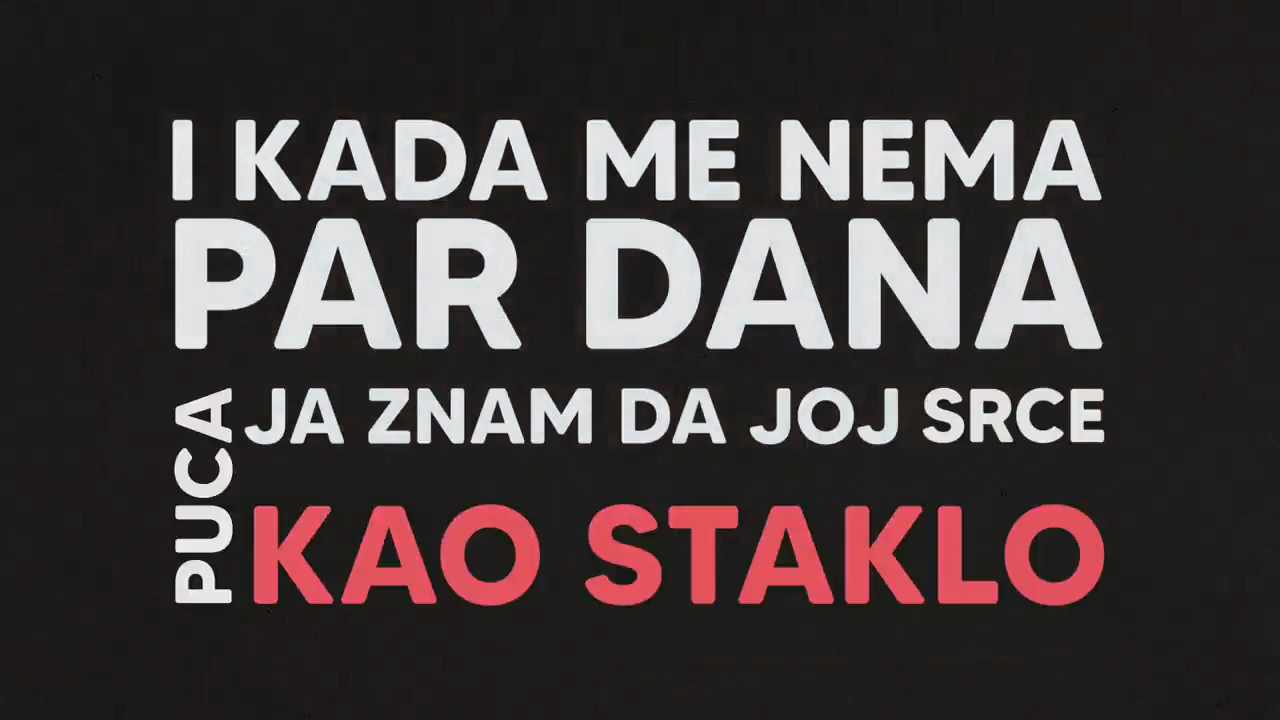 I KADA ME NEMA
PAR DANA
JA ZNAM DA JOJ SRCE
PUCA
KAO STAKLO